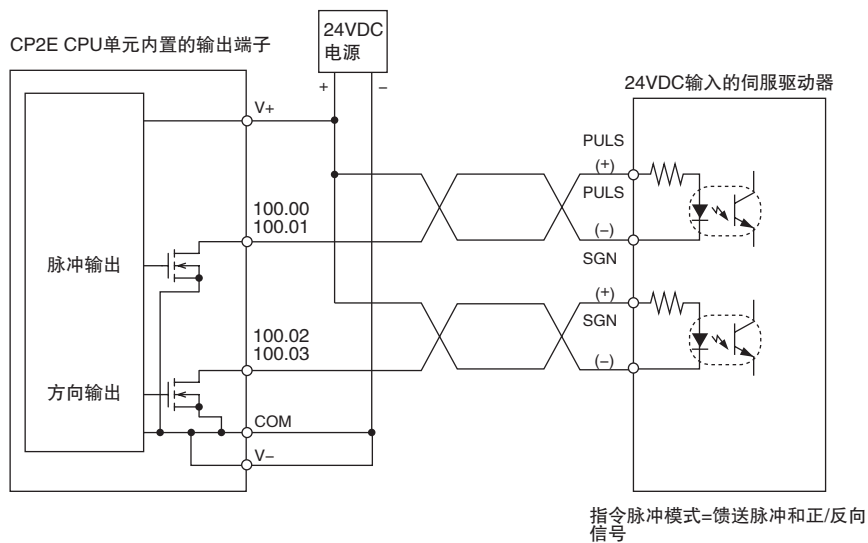 24VDC
电源
CP2E CPU单元内置的输出端子
+
–
24VDC输入的伺服驱动器
V+
PULS
(+)
PULS
100.00
100.01
(–)
脉冲输出
SGN
(+)
SGN
100.02
100.03
(–)
方向输出
COM
V–
指令脉冲模式=馈送脉冲和正/反向
信号